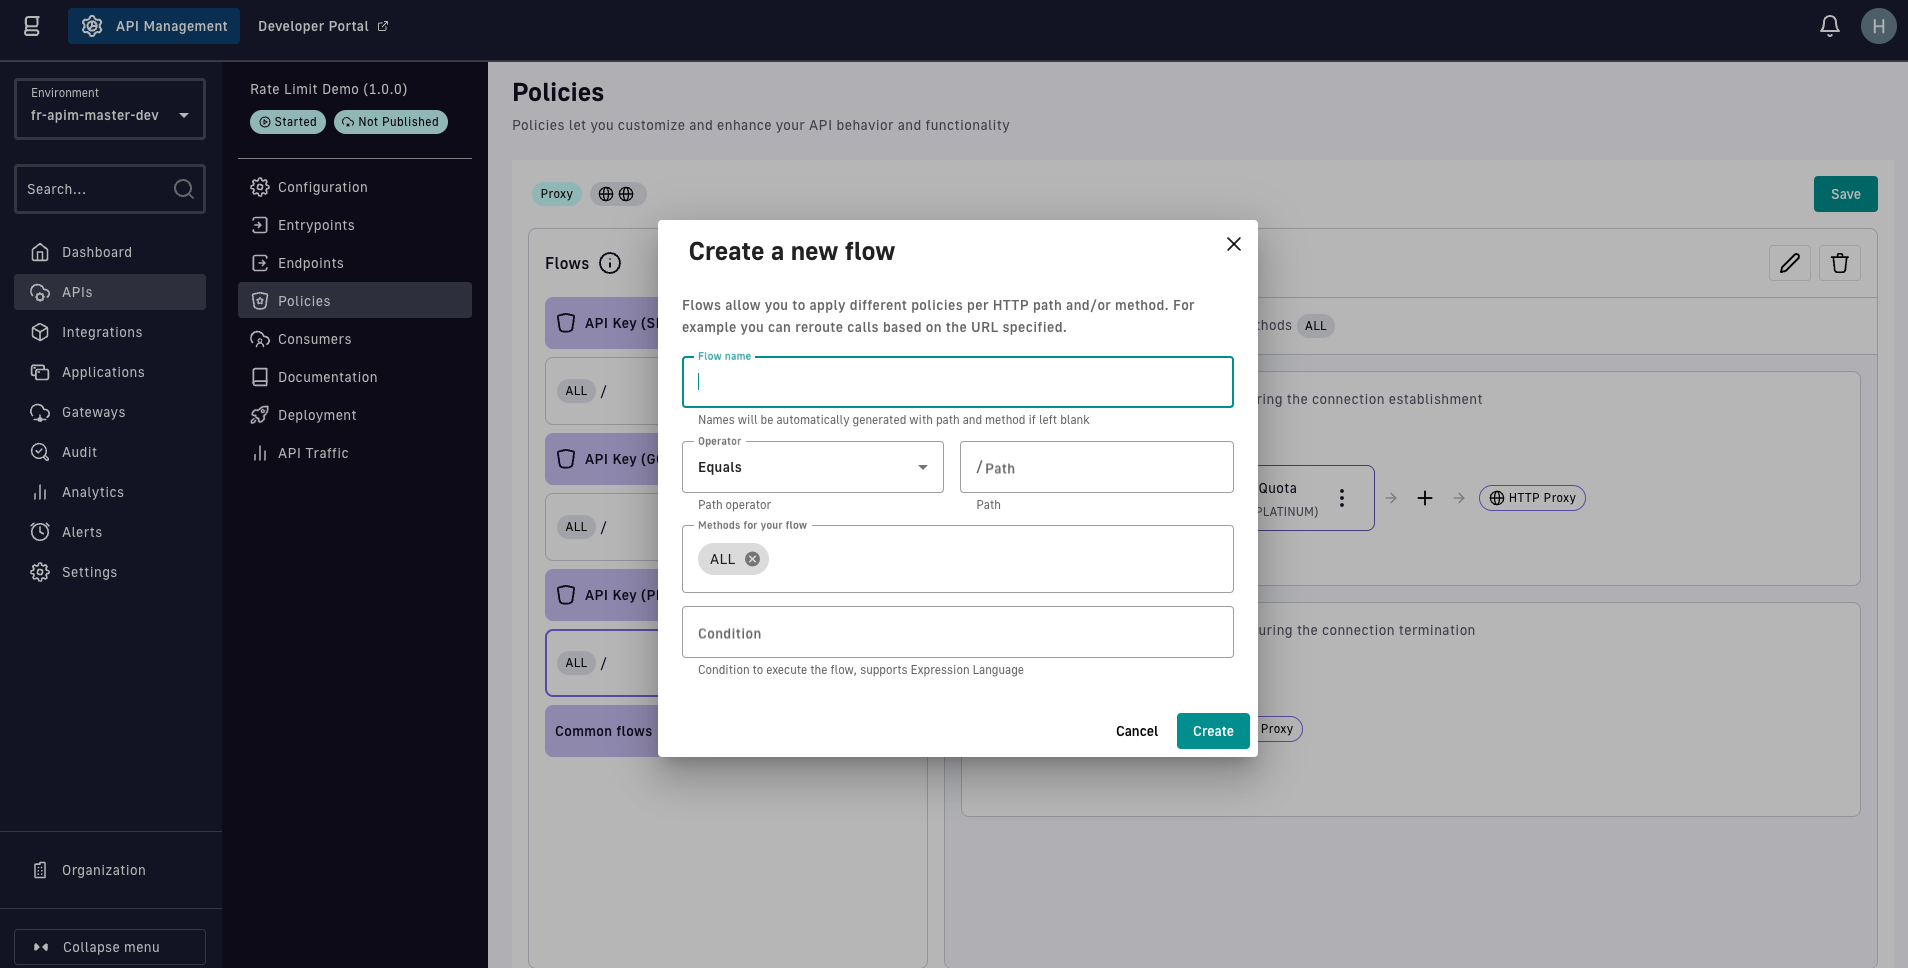 API Management
Developer Portal
H
Environment
fr-apim-master-dev
Search...
Dashboard
APIs
Integrations
Applications
Gateways
Audit
Analytics
Alerts
Settings
Organization
Collapse menu
Rate Limit Demo (1.0.0)
Started
Not Published
Configuration
Entrypoints
Endpoints
Policies
Consumers
Documentation
Deployment
API Traffic
Policies
Policies let you customize and enhance your API behavior and functionality
Proxy
Save
Flows
API Key
ALL /
API Key
ALL /
API Key
ALL /
Common flows
Create a new flow
Flows allow you to apply different policies per HTTP path and/or method. For
example you can reroute calls based on the URL specified.
Flow name
Names will be automatically generated with path and method if left blank
Operator
Equals
/ Path
Path operator
Path
Methods for your flow
ALL
Condition
Condition to execute the flow, supports Expression Language
Cancel
Create
ALL
the connection establishment
Quota
PLATINUM)
HTTP Proxy
the connection termination
Proxy